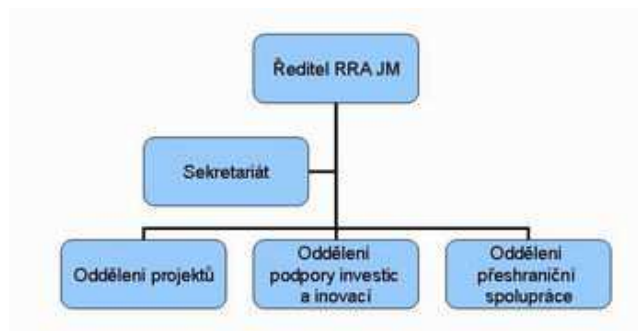 Ředitel RRA JM
Sekretariát
Oddělení projektů
Oddělení
podpory investic
a inovací
Oddělení
přeshraniční
spolupráce